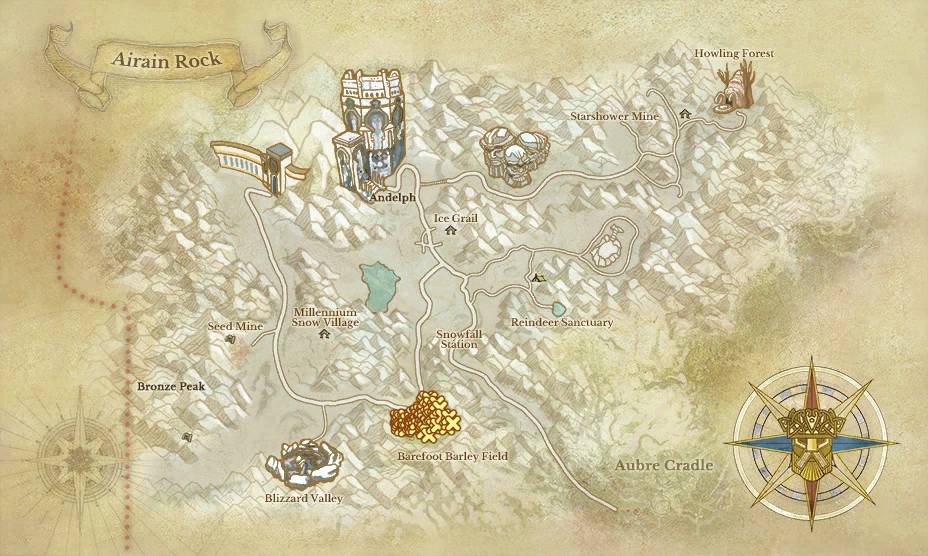 Airain Rock
Howling Forest
Starshower Mine
Andelph
Ice Grail
Millennium
Snow Village
Seed Mine
Reindeer Sanctuary
Snowfall
Station
Bronze Peak
Barefoot Barley Field
Aubre Cradle
Blizzard Valley